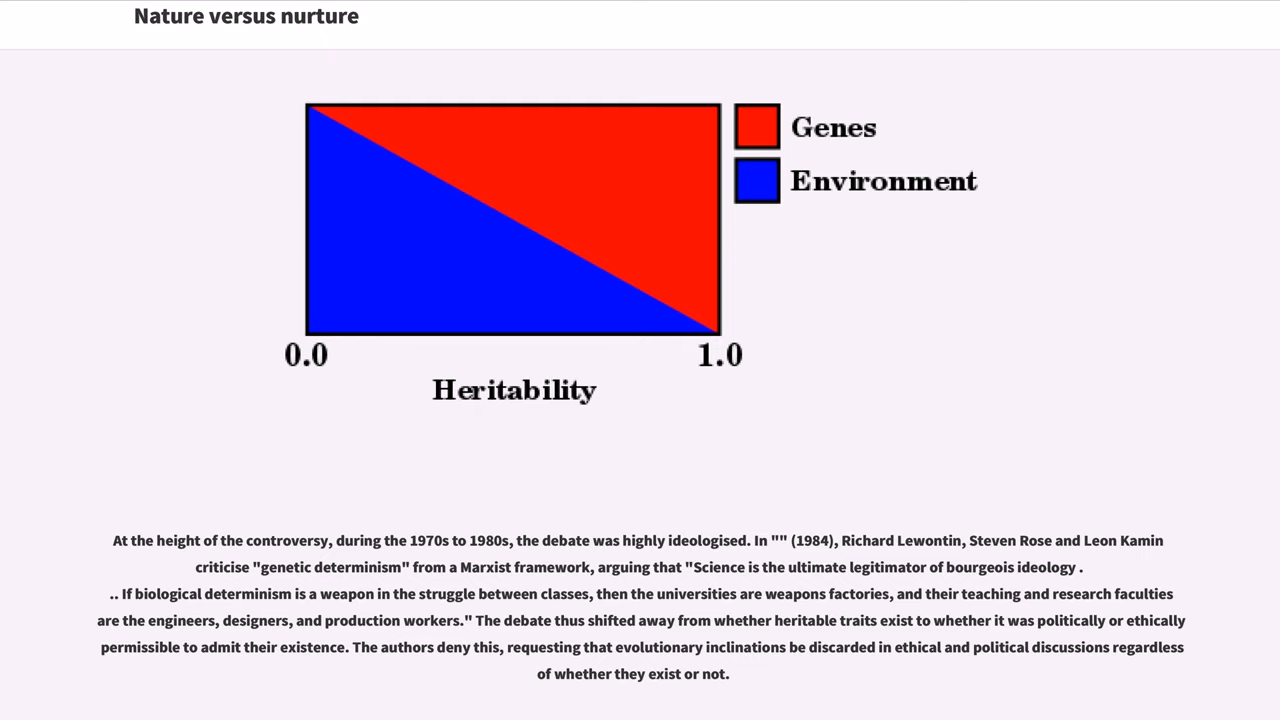 Nature versus nurture
Genes
Environment
0.0
1.0
Heritability
At the height of the controversy, during the 1970s to 1980s, the debate was highly ideologised. In "" (1984), Richard Lewontin, Steven Rose and Leon Kamin
criticise "genetic determinism" from a Marxist framework, arguing that "Science is the ultimate legitimator of bourgeois ideology .
.. If biological determinism is a weapon in the struggle between classes, then the universities are weapons factories, and their teaching and research faculties
are the engineers, designers, and production workers." The debate thus shifted away from whether heritable traits exist to whether it was politically or ethically
permissible to admit their existence. The authors deny this, requesting that evolutionary inclinations be discarded in ethical and political discussions regardless
of whether they exist or not.